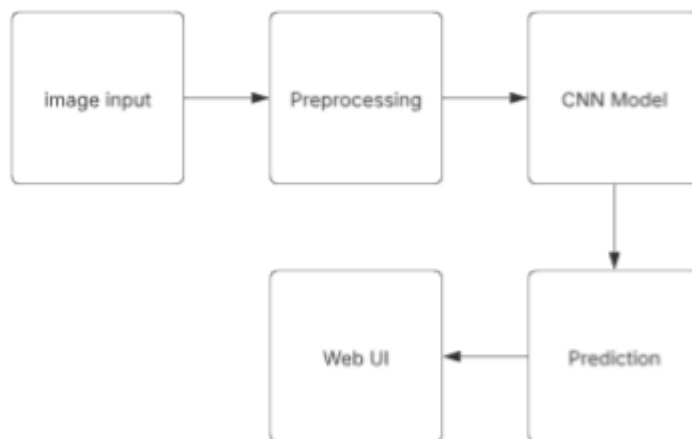 image input
Preprocessing
CNN Model
Web UI
Prediction